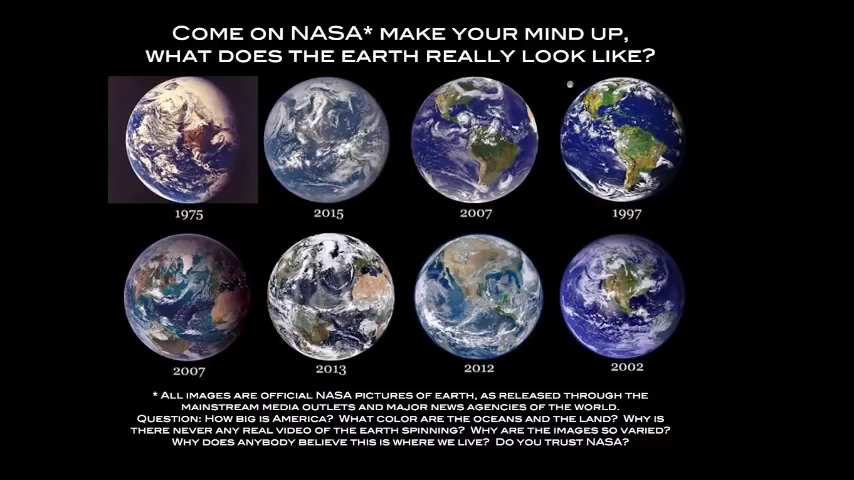 COME ON NASA* MAKE YOUR MIND UP,
WHAT DOES THE EARTH REALLY LOOK LIKE?
1975 2015 2007 1997
2007 2013 2012 2002
* ALL IMAGES ARE OFFICIAL NASA PICTURES OF EARTH, AS RELEASED THROUGH THE
MAINSTREAM MEDIA OUTLETS AND MAJOR NEWS AGENCIES OF THE WORLD.
QUESTION: HOW BIG IS AMERICA? WHAT COLOR ARE THE OCEANS AND THE LAND? WHY IS
THERE NEVER ANY REAL VIDEO OF THE EARTH SPINNING? WHY ARE THE IMAGES SO VARIED?
WHY DOES ANYBODY BELIEVE THIS IS WHERE WE LIVE? DO YOU TRUST NASA?